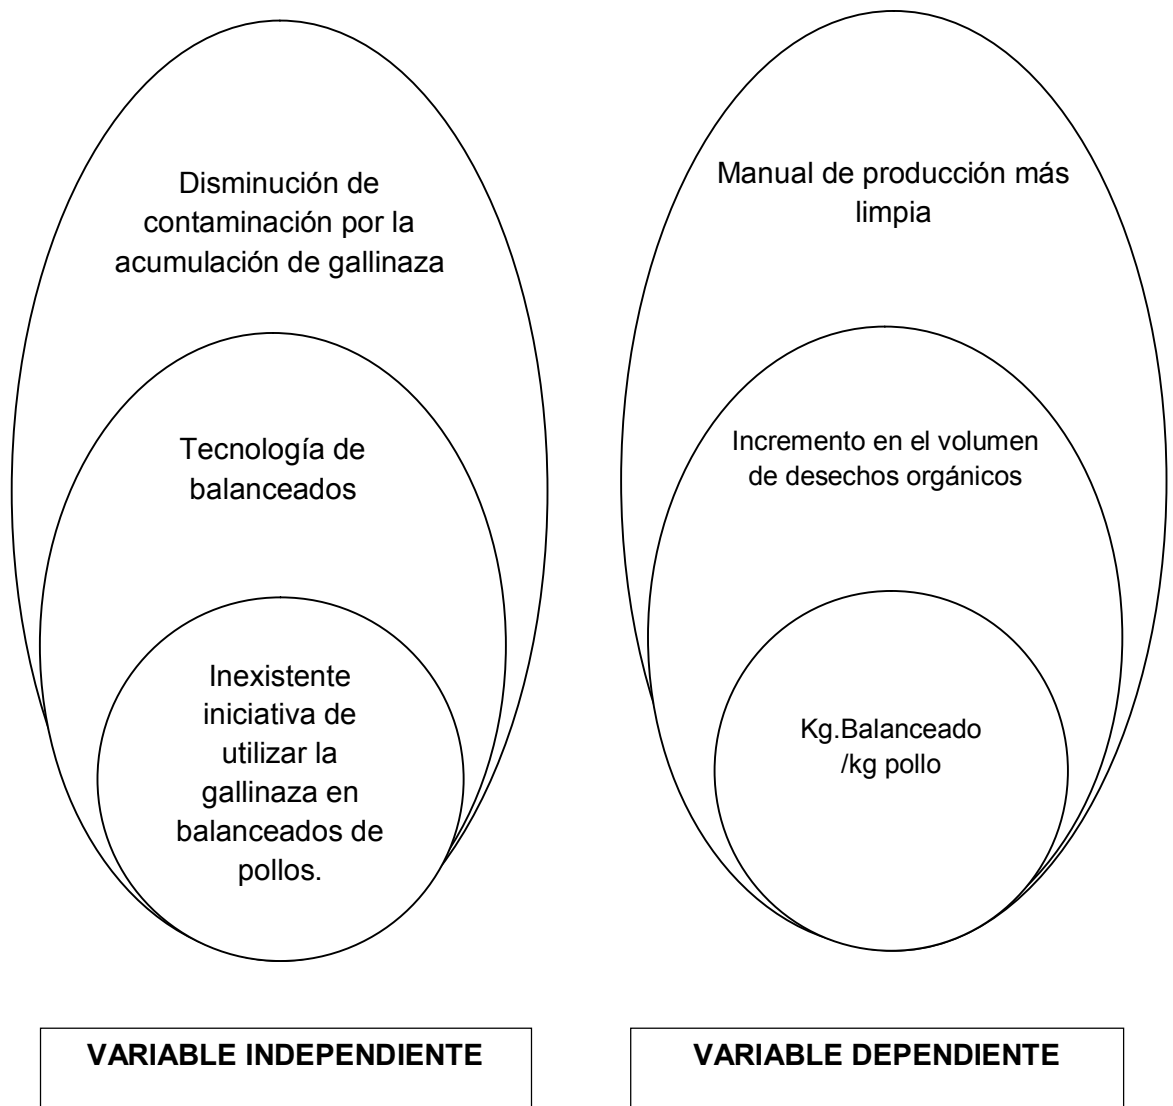 Disminución de
contaminación por la
acumulación de gallinaza
Tecnología de
balanceados
Inexistente
iniciativa de
utilizar la
gallinaza en
balanceados de
pollos.
VARIABLE INDEPENDIENTE
Manual de producción más
limpia
Incremento en el volumen
de desechos orgánicos
Kg.Balanceado
/kg pollo
VARIABLE DEPENDIENTE